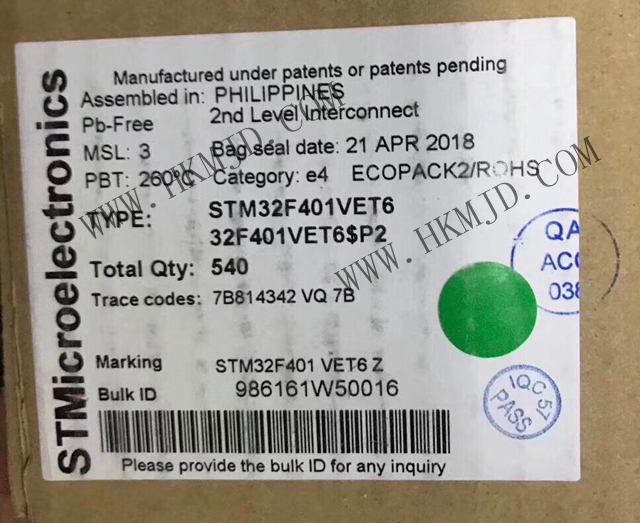 STMicroelectronics
Manufactured under patents or patents pending
Assembled in: PHILIPPINES
Pb-Free 2nd Level Interconnect
MSL: 3 Bag seal date: 21 APR 2018
PBT: 260°C Category: e4 ECOPACK2/ROHS
TYPE: STM32F401VET6
32F401VET6$P2
Total Qty: 540
Trace codes: 7B814342 VQ 7B
Marking STM32F401 VET6 Z
Bulk ID 986161W50016
Please provide the bulk ID for any inquiry
QA
ACC
038
IQC 57
PASS
WWW.HKMJD.COM
WWW.HKMJD.COM